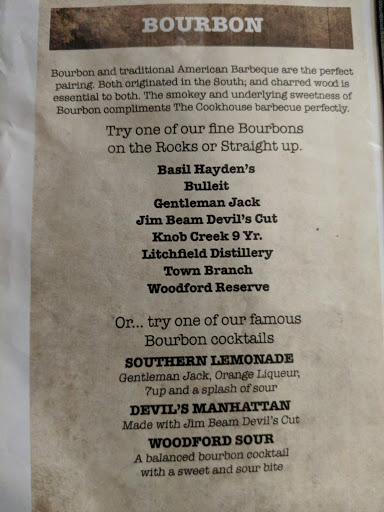 BOURBON
Bourbon and traditional American Barbeque are the perfect
pairing. Both originated in the South; and charred wood is
essential to both. The smokey and underlying sweetness of
Bourbon compliments The Cookhouse barbecue perfectly.
Try one of our fine Bourbons
on the Rocks or Straight up.
Basil Hayden's
Bulleit
Gentleman Jack
Jim Beam Devil's Cut
Knob Creek 9 Yr.
Litchfield Distillery
Town Branch
Woodford Reserve
Or... try one of our famous
Bourbon cocktails
SOUTHERN LEMONADE
Gentleman Jack, Orange Liqueur,
7up and a splash of sour
DEVIL'S MANHATTAN
Made with Jim Beam Devil's Cut
WOODFORD SOUR
A balanced bourbon cocktail
with a sweet and sour bite